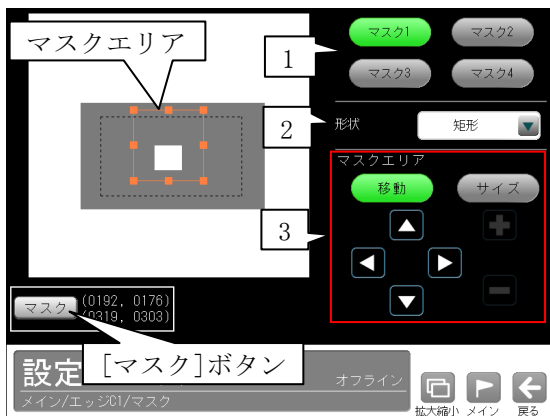 マスクエリア
1
マスク1
マスク2
マスク3
マスク4
2
形状
矩形
マスクエリア
移動
サイズ
3
マスク
(0192, 0176)
(0319, 0303)
[マスク]ボタン
設定
オフライン
メイン/エッジC1/マスク
拡大縮小
メイン
戻る